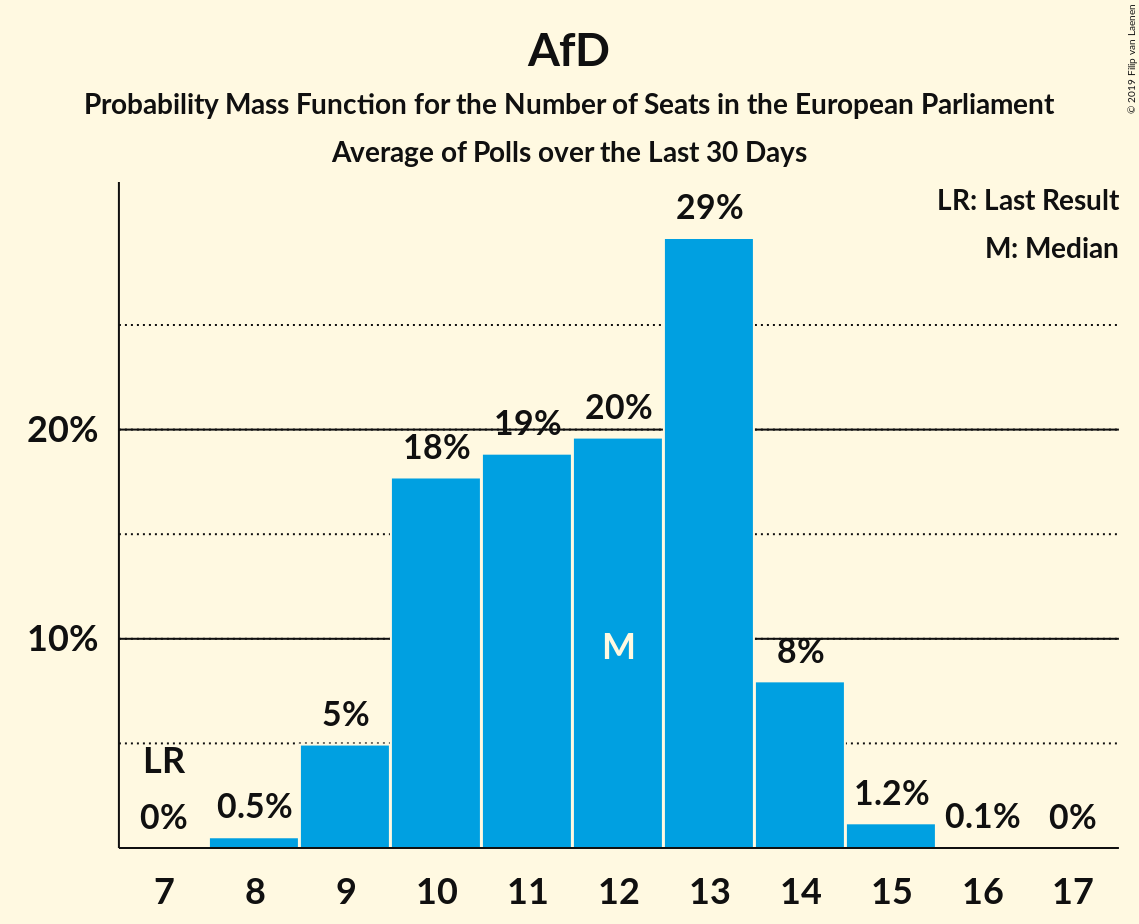 AfD
Probability Mass Function for the Number of Seats in the European Parliament
Average of Polls over the Last 30 Days
© 2019 Filip van Laenen
LR: Last Result
M: Median
29%
20%
19%
18%
20%
10%
M
8%
5%
LR
0%
0.5%
1.2%
0.1%
0%
7 8 9 10 11 12 13 14 15 16 17